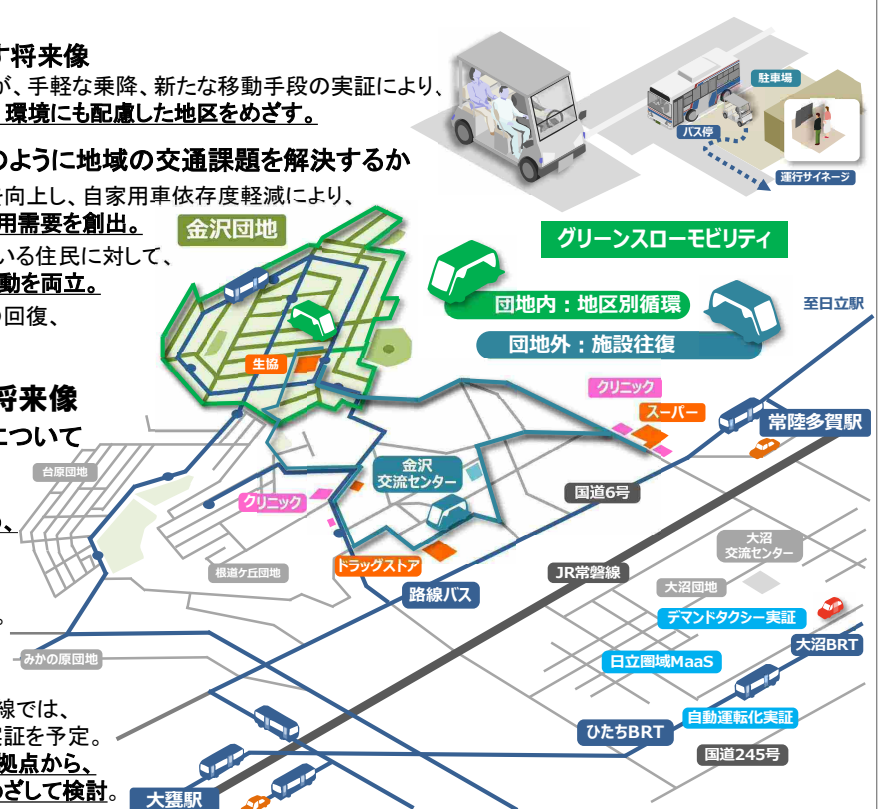 す将来像
が、手軽な乗降、新たな移動手段の実証により、
環境にも配慮した地区をめざす。
のように地域の交通課題を解決するか
を向上し、自家用車依存度軽減により、
用需要を創出。
いる住民に対して、
動を両立。
の回復、
将来像
について
、
。
線では、
実証を予定。
拠点から、
めざして検討。
駐車場
バス停
運行サイネージ
グリーンスローモビリティ
団地内：地区別循環
団地外：施設往復
金沢団地
生協
至日立駅
クリニック
スーパー
常陸多賀駅
台原団地
金沢
交流センター
国道6号
クリニック
大沼
交流センター
ドラッグストア
根道ケ丘団地
JR常磐線
大沼団地
路線バス
デマンドタクシー実証
大沼BRT
みかの原団地
日立圏域MaaS
自動運転化実証
ひたちBRT
国道245号
大甕駅